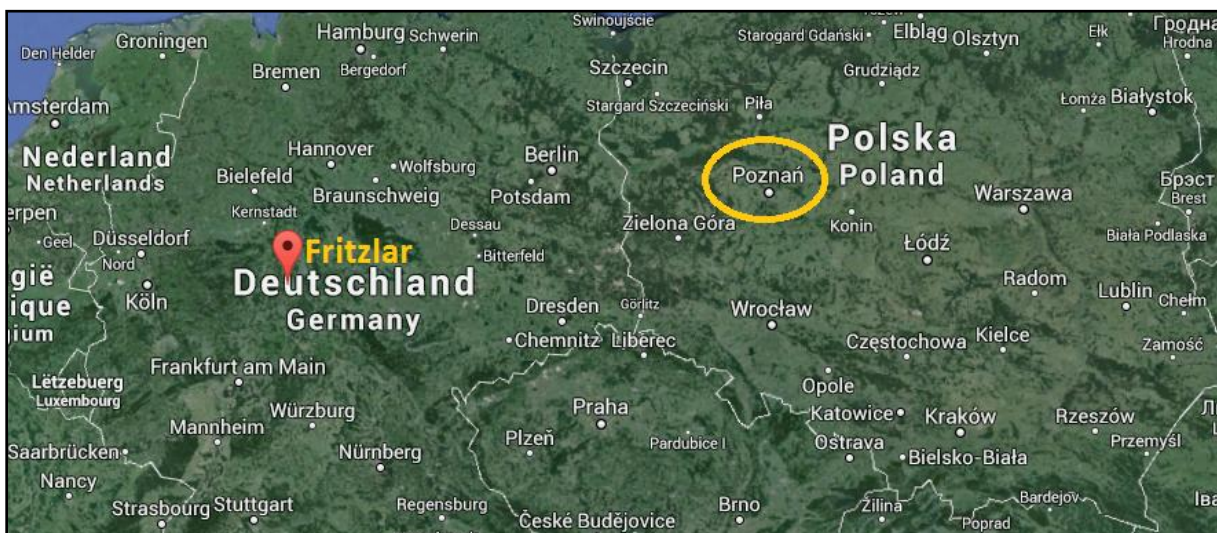 Swinoujście
Гродна
Hrodna
Hamburg
Schwerin
Groningen
Den Helder
Starogard Gdański
Elbląg
Olsztyn
Ełk
Bergedorf
Bremen
Szczecin
Grudziądz
Stargard Szczeciński
Piła
Łomża
Białystok
Amsterdam
Nederland
Netherlands
Hannover
Wolfsburg
Berlin
Polska
Poland
Poznań
Bielefeld
Braunschweig
Potsdam
Warszawa
Брэст
Brest
Kernstadt
Dessau
Zielona Góra
Konin
erpen
Geel
Düsseldorf
Nord
Fritzlar
Bitterfeld
Łódź
Biała Podlaska
gië
ique
gium
Köln
Deutschland
Germany
Radom
Lublin
Chełm
Dresden
Görlitz
Wrocław
Chemnitz
Liberec
Częstochowa
Kielce
Zamość
Frankfurt am Main
Lëtzebuerg
Luxembourg
Opole
Würzburg
Praha
Katowice
Kraków
Rzeszów
Mannheim
Plzeň
Pardubice I
Ostrava
Przemyśl
Saarbrücken
Nürnberg
Bielsko-Biała
Nancy
Strasbourg
Stuttgart
Regensburg
České Budějovice
Brno
Žilina
Poprad
Bardejov
Іва